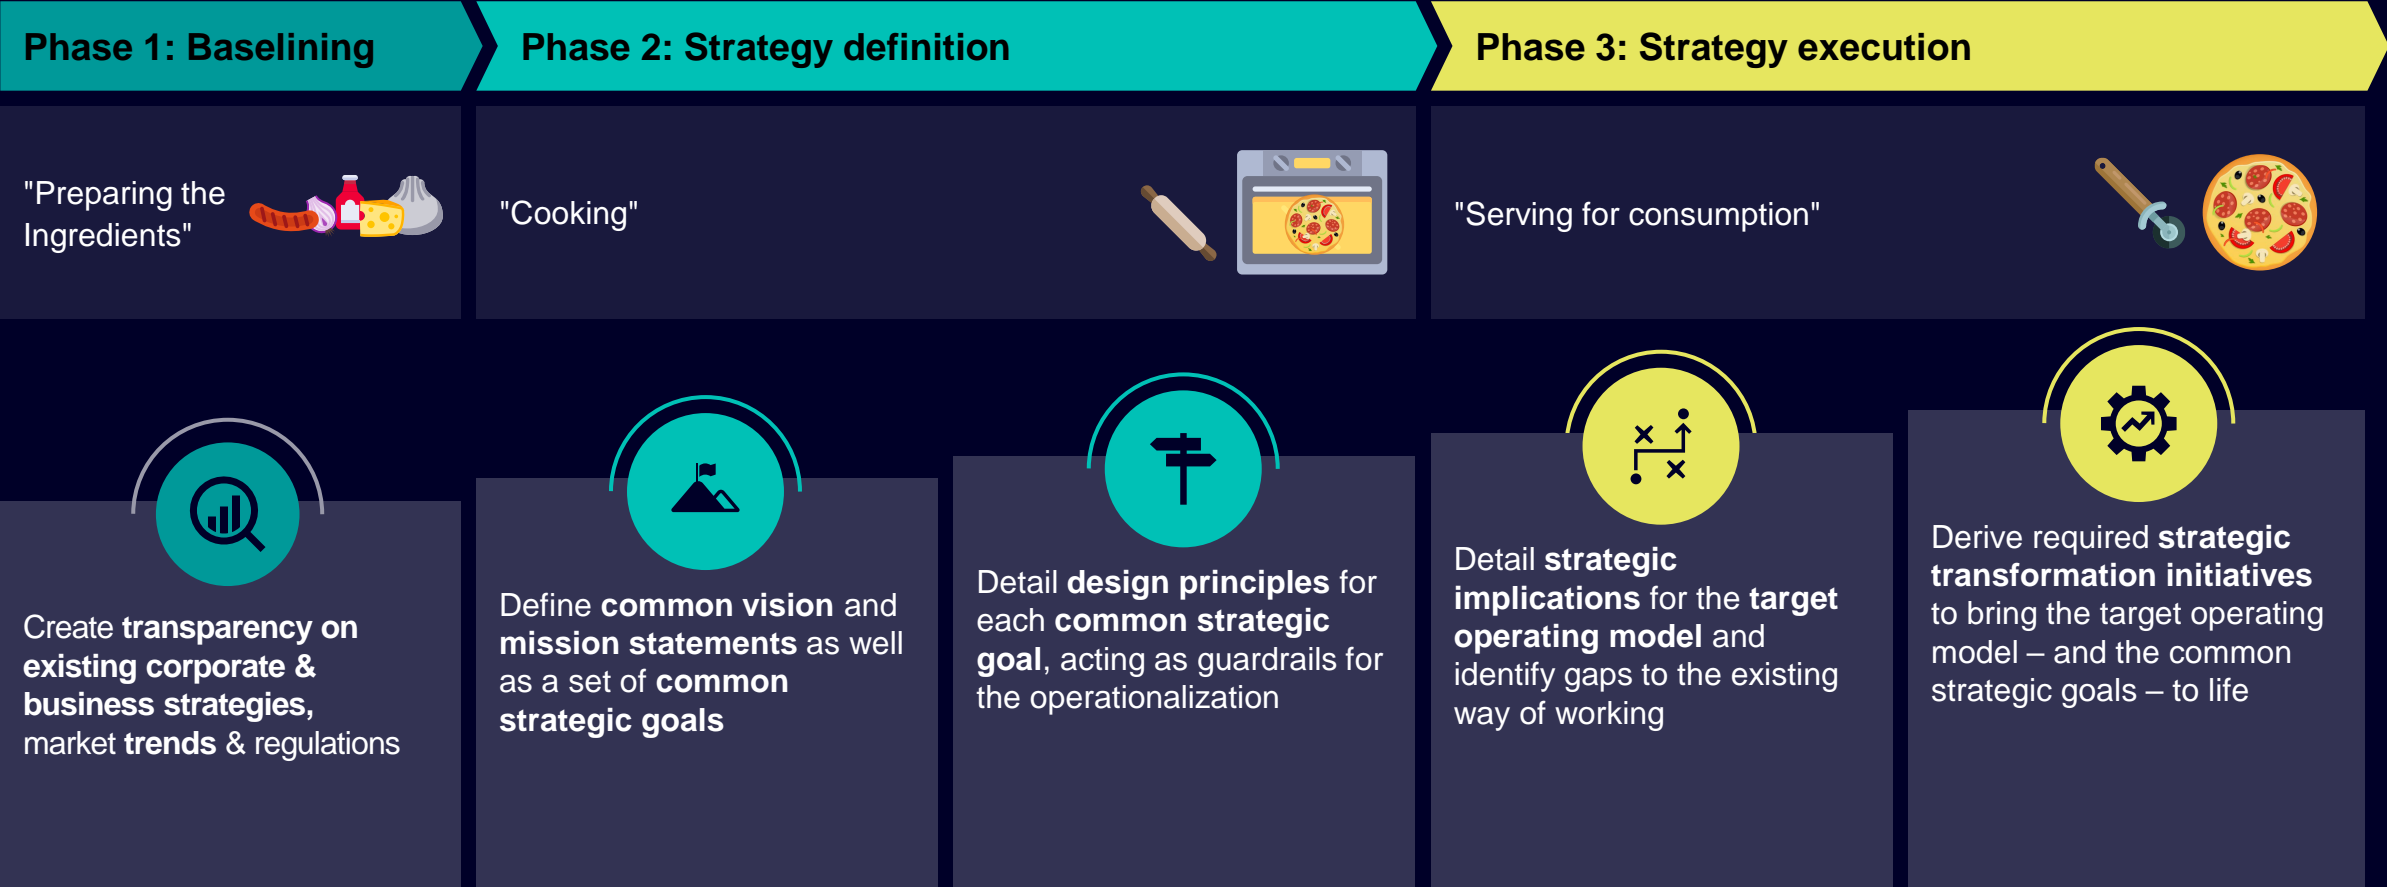 Phase 1: Baselining
Phase 2: Strategy definition
Phase 3: Strategy execution
"Preparing the
Ingredients"
"Cooking"
"Serving for consumption"
Create transparency on
existing corporate &
business strategies,
market trends & regulations
Define common vision and
mission statements as well
as a set of common
strategic goals
Detail design principles for
each common strategic
goal, acting as guardrails for
the operationalization
Detail strategic
implications for the target
operating model and
identify gaps to the existing
way of working
Derive required strategic
transformation initiatives
to bring the target operating
model – and the common
strategic goals – to life